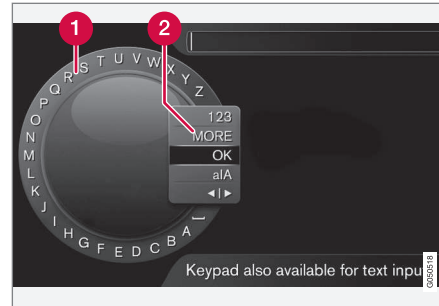 1
2
A B C D E F G H I J K L M N O P Q R S T U V W X Y Z
123
MORE
OK
a|A
◄|►
Keypad also available for text inpu
G050518